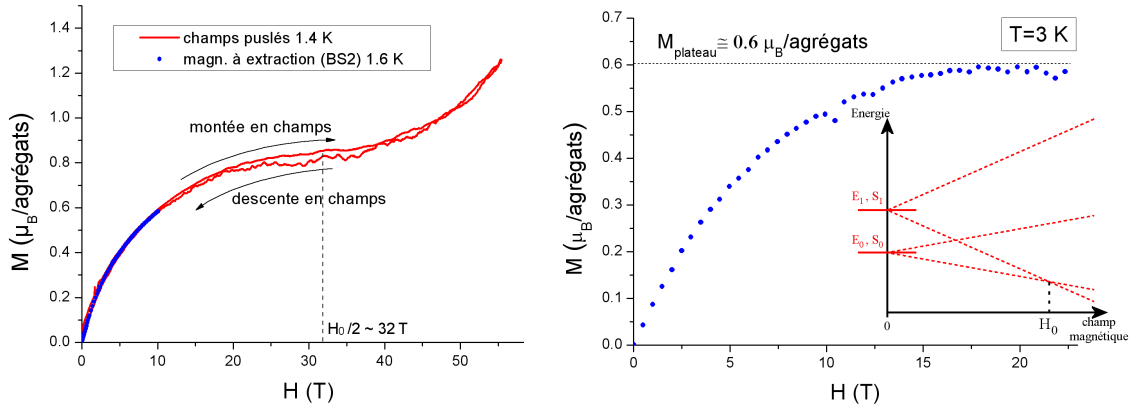 champs puslés 1.4 K
magn. à extraction (BS2) 1.6 K
montée en champs
descente en champs
H₀/2 ~ 32 T
1.4
1.2
1.0
0.8
0.6
0.4
0.2
0.0
M (μB/agrégats)
0 10 20 30 40 50
H (T)
Mplateau ≅ 0.6 μB/agrégats
T=3 K
0.7
0.6
0.5
0.4
0.3
0.2
0.1
0.0
M (μB/agrégats)
0 5 10 15 20
H (T)
Energie
E₁ , S₁
E₀ , S₀
0
H₀
champ
magnétique